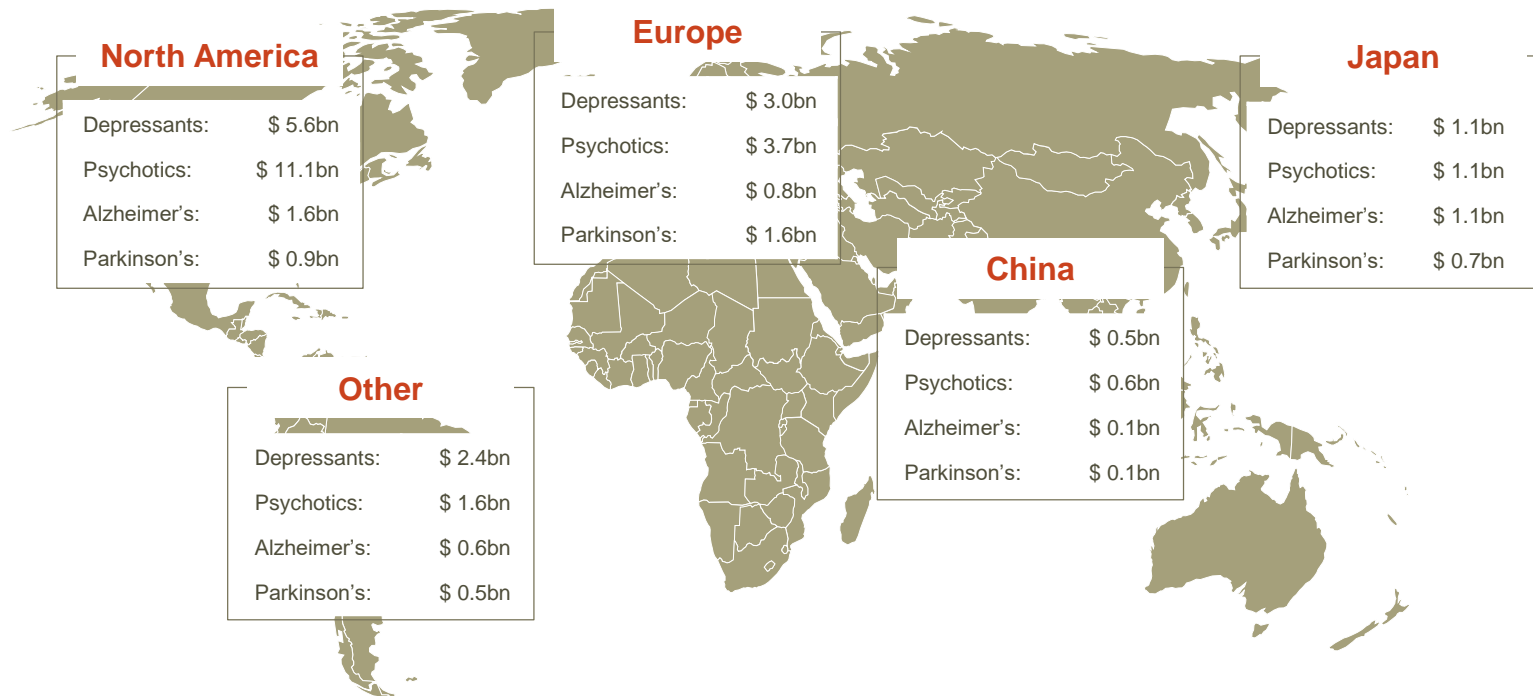 North America
Depressants: $ 5.6bn
Psychotics: $ 11.1bn
Alzheimer’s: $ 1.6bn
Parkinson’s: $ 0.9bn
Europe
Depressants: $ 3.0bn
Psychotics: $ 3.7bn
Alzheimer’s: $ 0.8bn
Parkinson’s: $ 1.6bn
Japan
Depressants: $ 1.1bn
Psychotics: $ 1.1bn
Alzheimer’s: $ 1.1bn
Parkinson’s: $ 0.7bn
China
Depressants: $ 0.5bn
Psychotics: $ 0.6bn
Alzheimer’s: $ 0.1bn
Parkinson’s: $ 0.1bn
Other
Depressants: $ 2.4bn
Psychotics: $ 1.6bn
Alzheimer’s: $ 0.6bn
Parkinson’s: $ 0.5bn